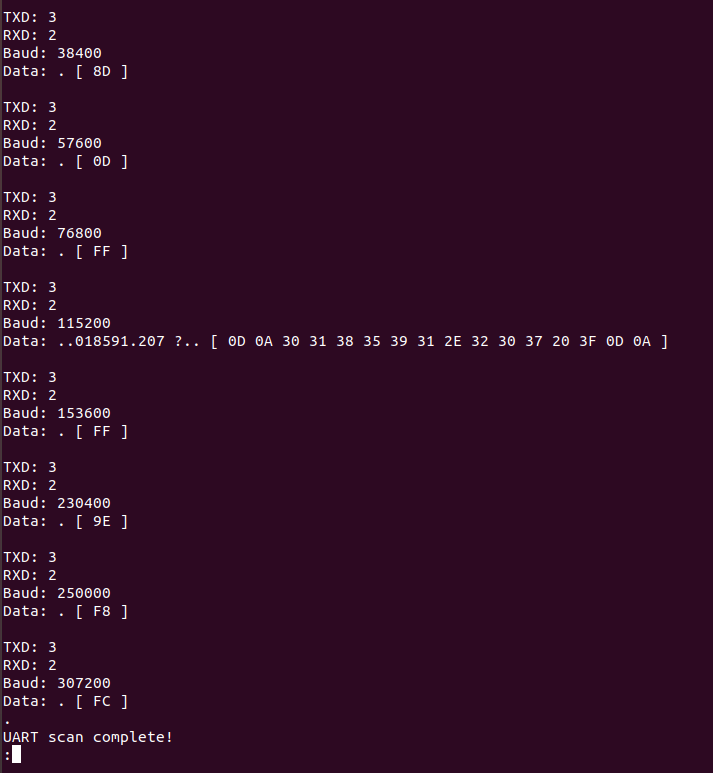 TXD: 3
RXD: 2
Baud: 38400
Data: . [ 8D ]
TXD: 3
RXD: 2
Baud: 57600
Data: . [ 0D ]
TXD: 3
RXD: 2
Baud: 76800
Data: . [ FF ]
TXD: 3
RXD: 2
Baud: 115200
Data: ..018591.207 ?.. [ 0D 0A 30 31 38 35 39 31 2E 32 30 37 20 3F 0D 0A ]
TXD: 3
RXD: 2
Baud: 153600
Data: . [ FF ]
TXD: 3
RXD: 2
Baud: 230400
Data: . [ 9E ]
TXD: 3
RXD: 2
Baud: 250000
Data: . [ F8 ]
TXD: 3
RXD: 2
Baud: 307200
Data: . [ FC ]
.
UART scan complete!
: